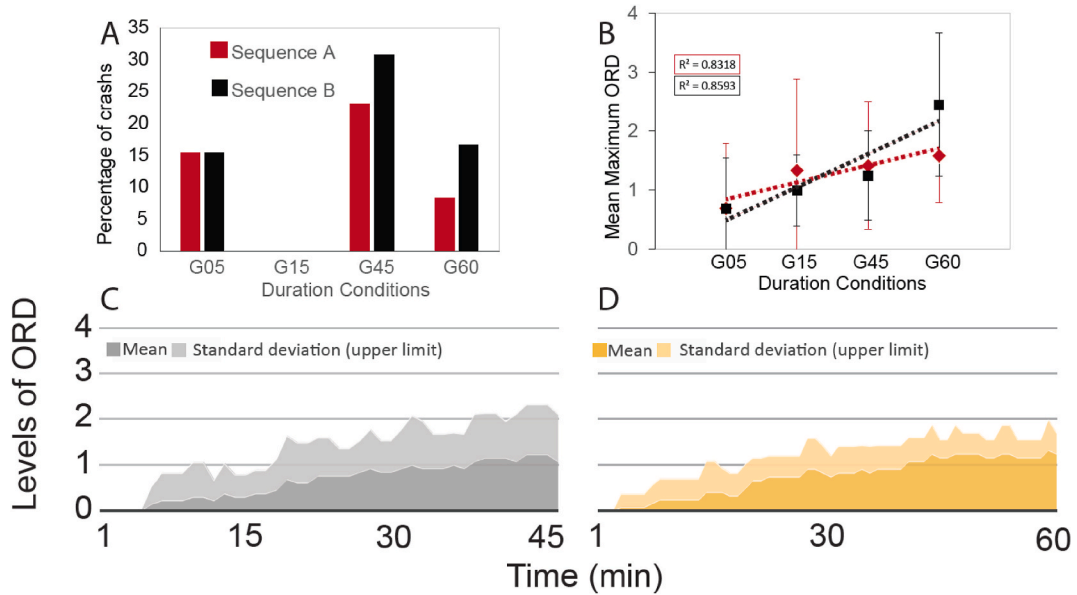 A
35
30
25
20
15
10
5
0
Percentage of crashs
Sequence A
Sequence B
G05 G15 G45 G60
Duration Conditions
B
4
3
2
1
0
Mean Maximum ORD
R² = 0.8318
R² = 0.8593
G05 G15 G45 G60
Duration Conditions
C
Levels of ORD
4
3
2
1
0
Mean Standard deviation (upper limit)
1 15 30 45
D
Mean Standard deviation (upper limit)
1 30 60
Time (min)